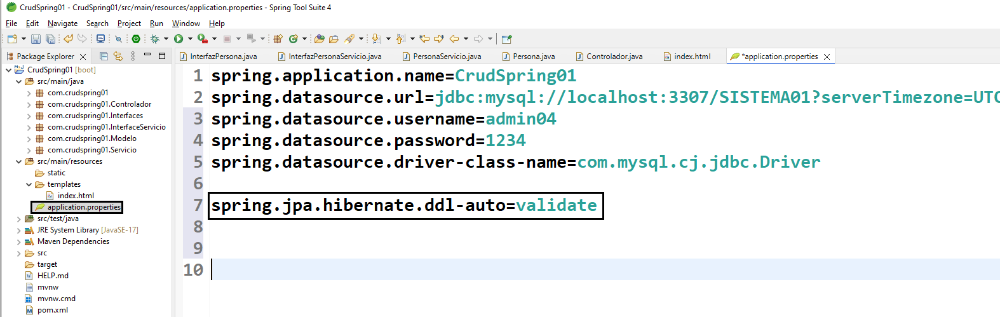 CrudSpring01 - CrudSpring01/src/main/resources/application.properties - Spring Tool Suite 4
File Edit Navigate Search Project Run Window Help
Package Explorer
InterfazPersona.java InterfazPersonaServicio.java PersonaServicio.java Persona.java Controlador.java index.html *application.properties
CrudSpring01 [boot]
src/main/java
com.crudspring01
com.crudspring01.Controlador
com.crudspring01.Interfaces
com.crudspring01.InterfaceServicio
com.crudspring01.Modelo
com.crudspring01.Servicio
src/main/resources
static
templates
index.html
application.properties
src/test/java
JRE System Library [JavaSE-17]
Maven Dependencies
src
target
HELP.md
mvnw
mvnw.cmd
pom.xml
1 spring.application.name=CrudSpring01
2 spring.datasource.url=jdbc:mysql://localhost:3307/SISTEMA01?serverTimezone=UTC
3 spring.datasource.username=admin04
4 spring.datasource.password=1234
5 spring.datasource.driver-class-name=com.mysql.cj.jdbc.Driver
6
7 spring.jpa.hibernate.ddl-auto=validate
8
9
10